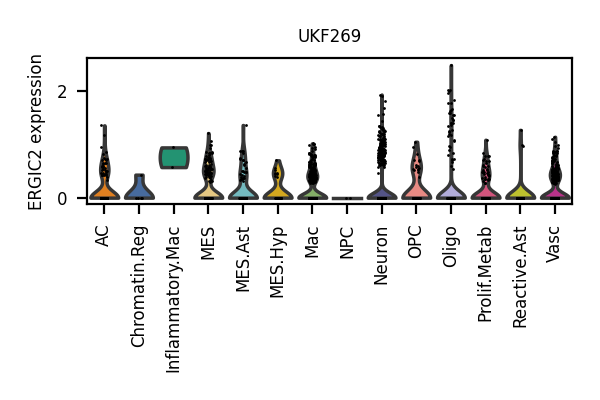 UKF269
ERGIC2 expression
2
0
AC
Chromatin.Reg
Inflammatory.Mac
MES
MES.Ast
MES.Hyp
Mac
NPC
Neuron
OPC
Oligo
Prolif.Metab
Reactive.Ast
Vasc